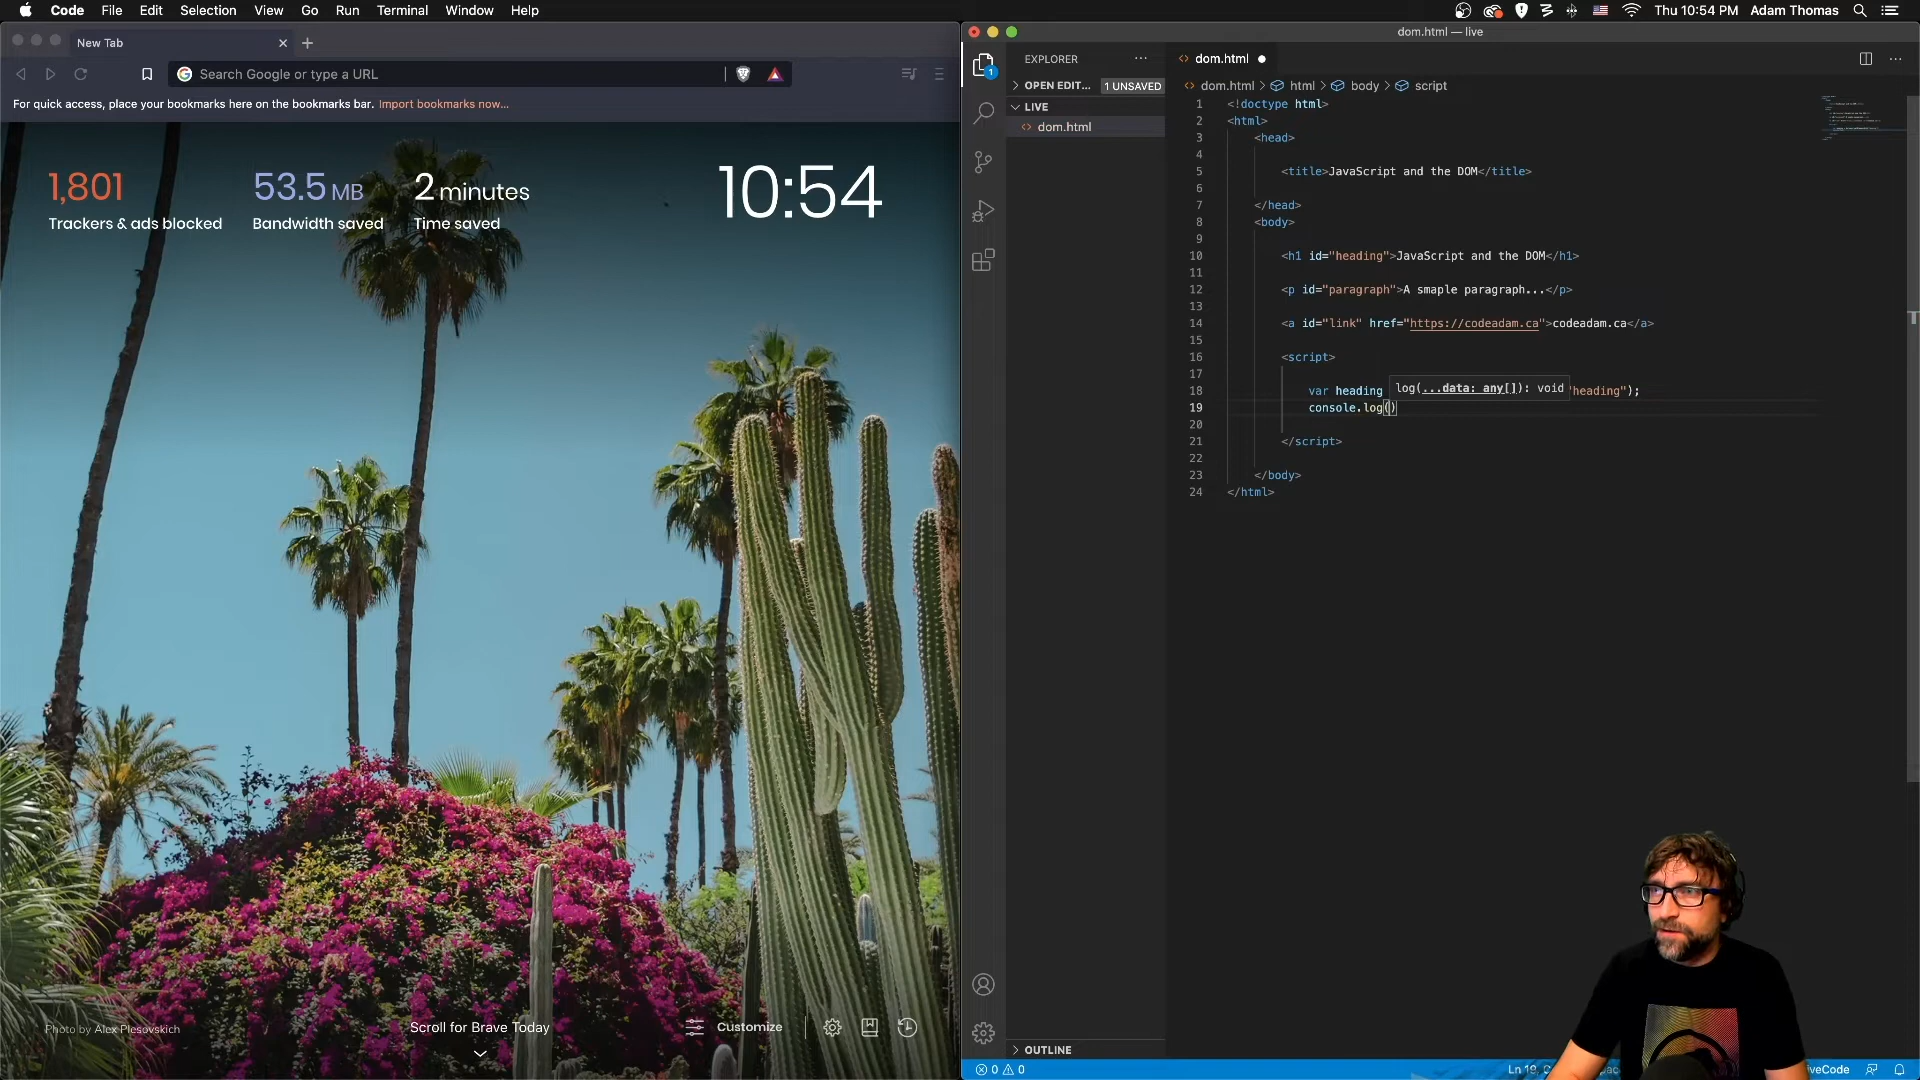 Code File Edit Selection View Go Run Terminal Window Help
Thu 10:54 PM Adam Thomas
New Tab
Search Google or type a URL
For quick access, place your bookmarks here on the bookmarks bar. Import bookmarks now...
1,801
Trackers & ads blocked
53.5 MB
Bandwidth saved
2 minutes
Time saved
10:54
Photo by Alex Plesovskich
Scroll for Brave Today
Customize
dom.html — live
EXPLORER
OPEN EDIT... 1 UNSAVED
LIVE
dom.html
OUTLINE
1
dom.html
dom.html > html > body > script
1 <!doctype html>
2 <html>
3 <head>
4
5 <title>JavaScript and the DOM</title>
6
7 </head>
8 <body>
9
10 <h1 id="heading">JavaScript and the DOM</h1>
11
12 <p id="paragraph">A smaple paragraph...</p>
13
14 <a id="link" href="https://codeadam.ca">codeadam.ca</a>
15
16 <script>
17
18 var heading "heading");
log(...data: any[]): void
19 console.log()
20
21 </script>
22
23 </body>
24 </html>
0 0
Ln 19,